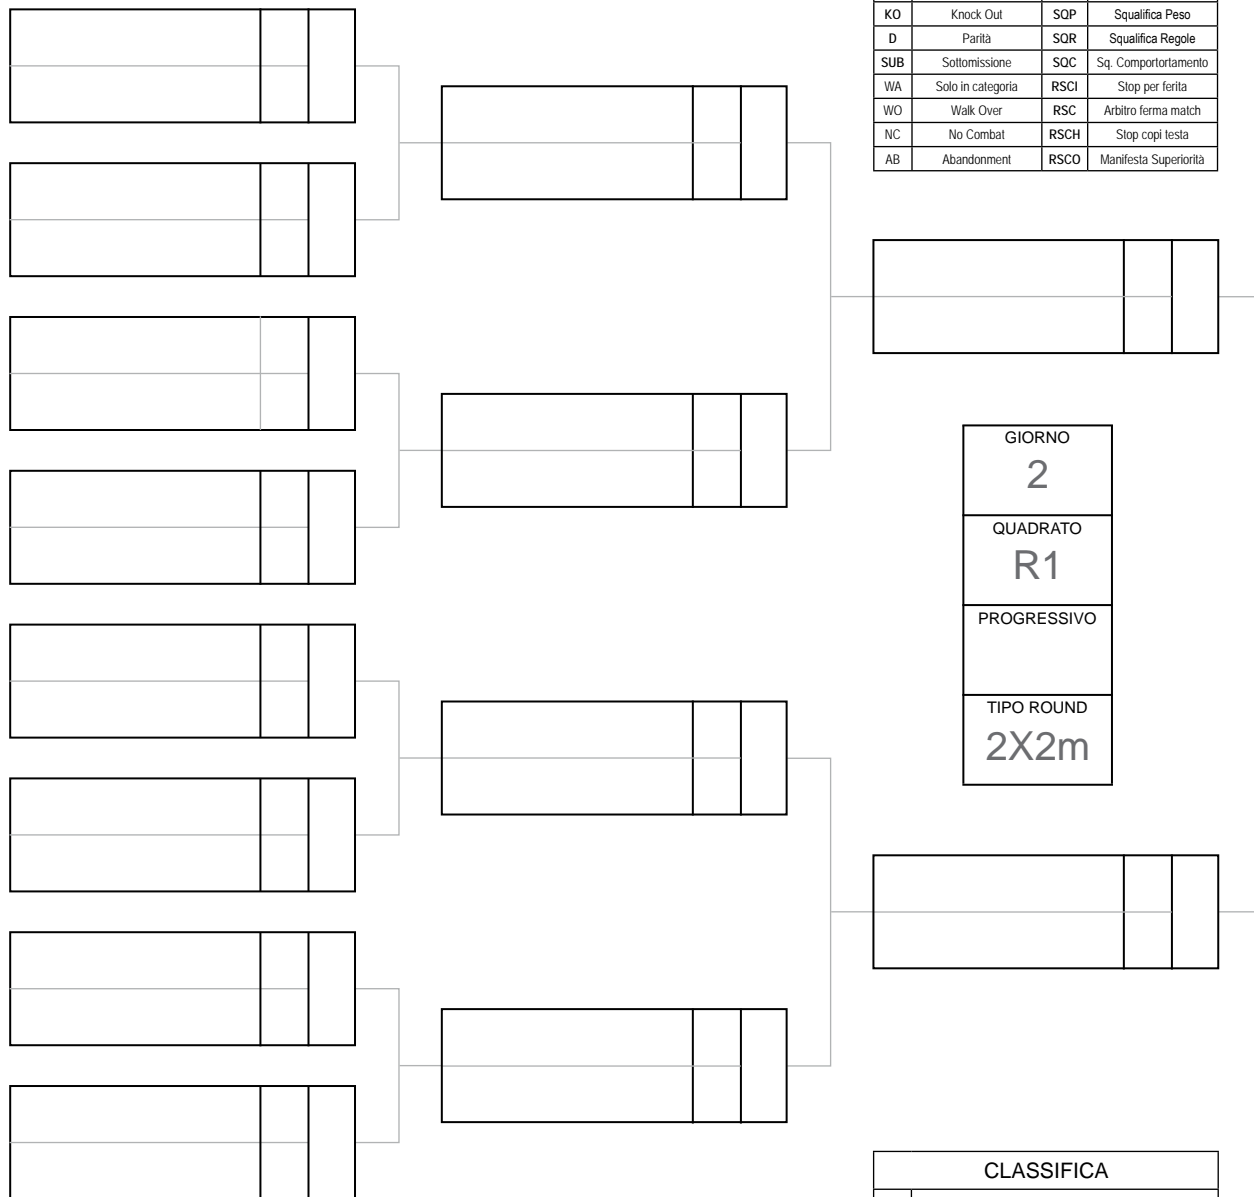 KO Knock Out SQP Squalifica Peso
D Parità SQR Squalifica Regole
SUB Sottomissione SQC Sq. Comportortamento
WA Solo in categoria RSCI Stop per ferita
WO Walk Over RSC Arbitro ferma match
NC No Combat RSCH Stop copi testa
AB Abandonment RSCO Manifesta Superiorità
GIORNO
2
QUADRATO
R1
PROGRESSIVO
TIPO ROUND
2X2m
CLASSIFICA